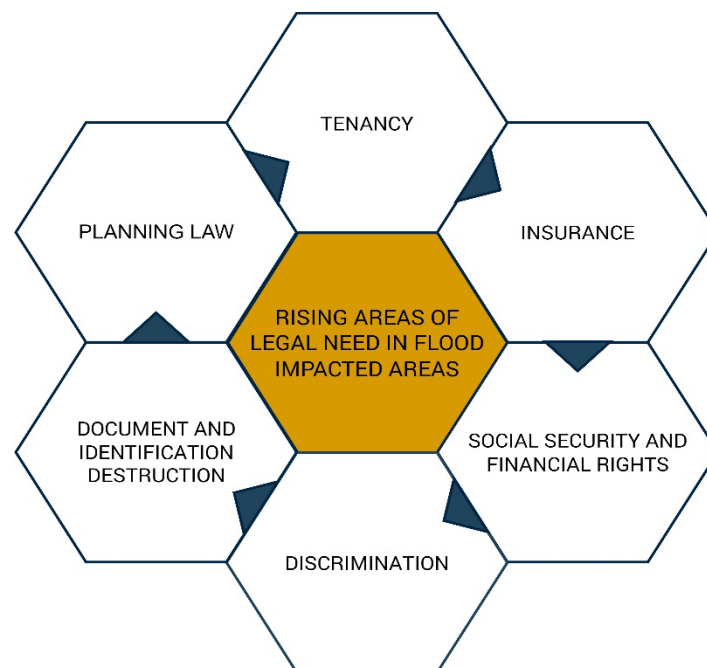 TENANCY
PLANNING LAW
INSURANCE
RISING AREAS OF
LEGAL NEED IN FLOOD
IMPACTED AREAS
DOCUMENT AND
IDENTIFICATION
DESTRUCTION
SOCIAL SECURITY AND
FINANCIAL RIGHTS
DISCRIMINATION